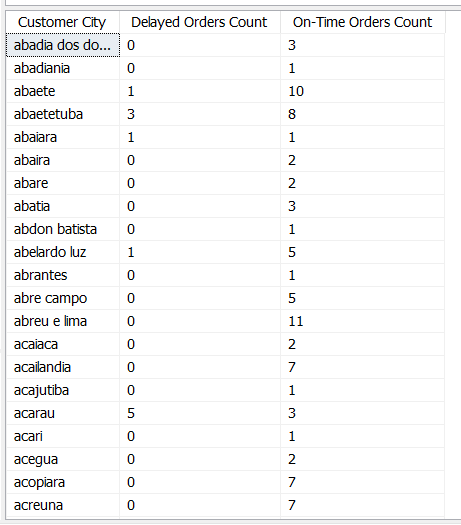 Customer City Delayed Orders Count On-Time Orders Count
abadia dos do... 0 3
abadiania 0 1
abaete 1 10
abaetetuba 3 8
abaiara 1 1
abaira 0 2
abare 0 2
abatia 0 3
abdon batista 0 1
abelardo luz 1 5
abrantes 0 1
abre campo 0 5
abreu e lima 0 11
acaiaca 0 2
acailandia 0 7
acajutiba 0 1
acarau 5 3
acari 0 1
acegua 0 2
acopiara 0 7
acreuna 0 7